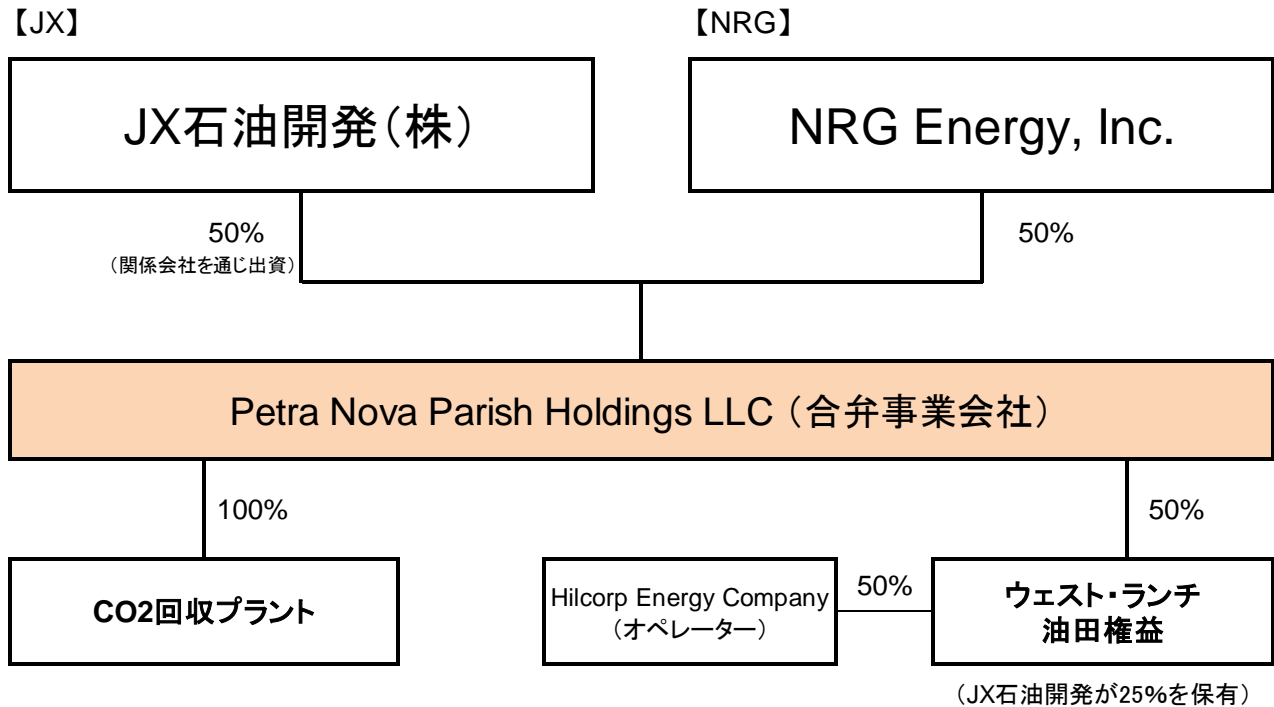 【JX】
【NRG】
JX石油開発（株）
NRG Energy, Inc.
50%
（関係会社を通じ出資）
50%
Petra Nova Parish Holdings LLC（合弁事業会社）
100%
50%
CO2回収プラント
Hilcorp Energy Company
（オペレーター）
50%
ウェスト・ランチ
油田権益
（JX石油開発が25%を保有）